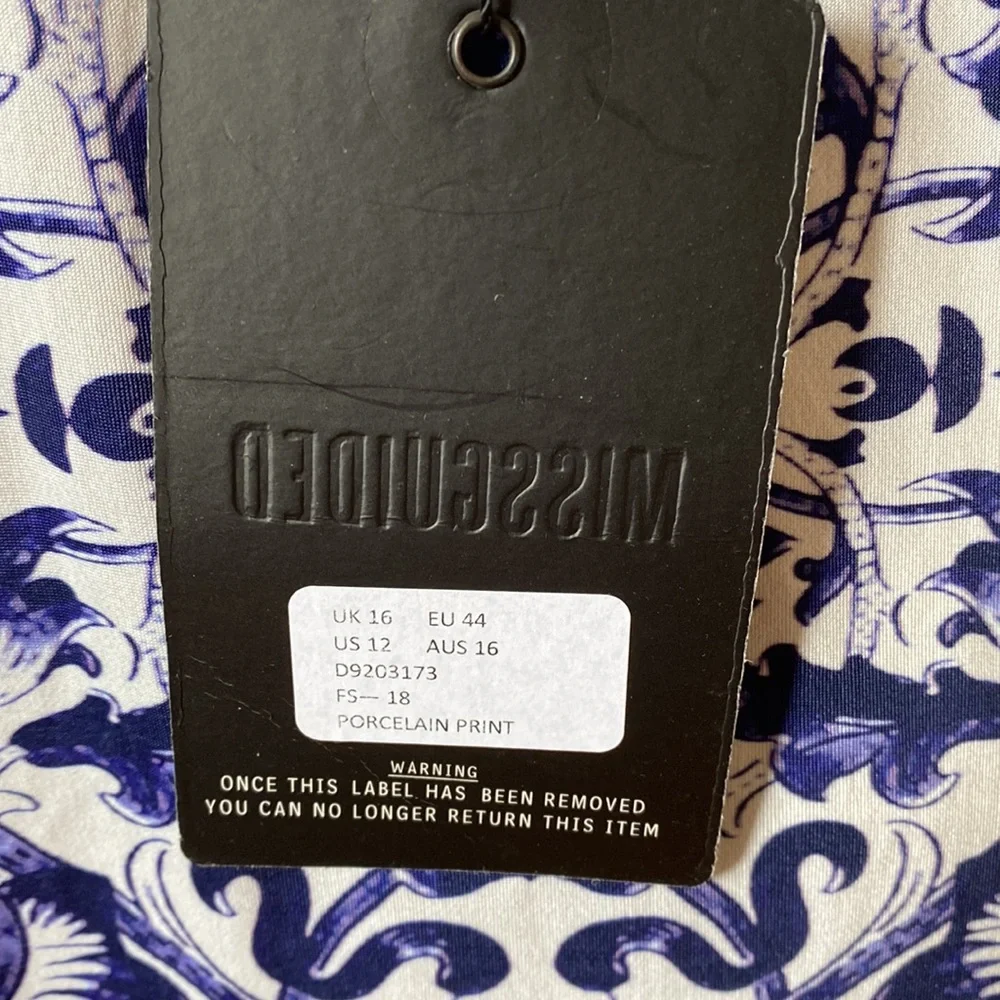 MISSGUIDED
UK 16 EU 44
US 12 AUS 16
D9203173
FS— 18
PORCELAIN PRINT
WARNING
ONCE THIS LABEL HAS BEEN REMOVED
YOU CAN NO LONGER RETURN THIS ITEM